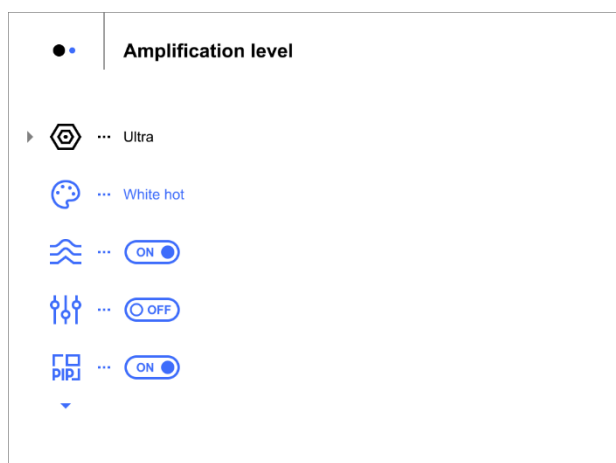 Amplification level
Ultra
White hot
ON
OFF
PIP
ON